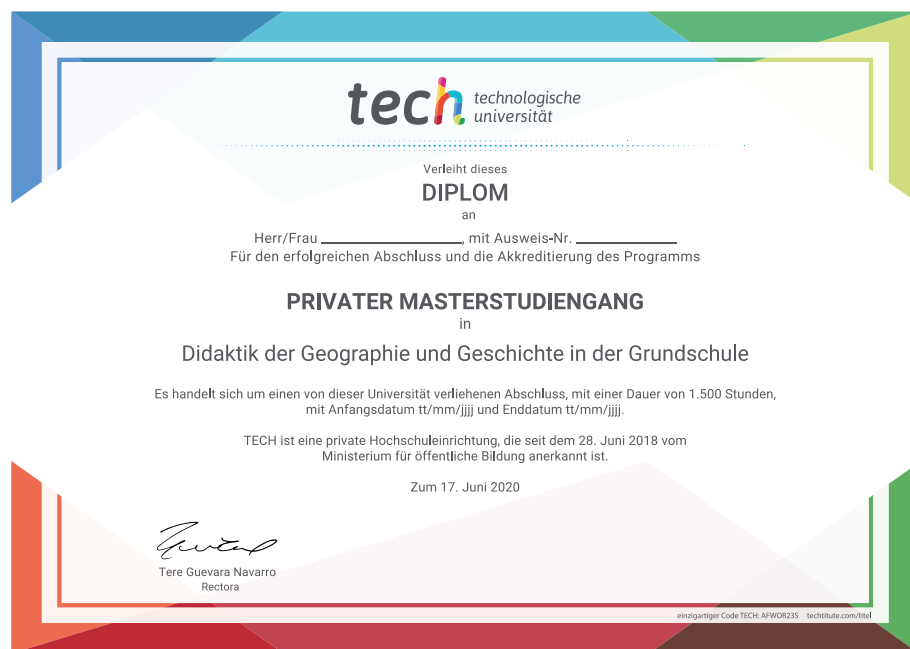 tech technologische
universität
Verleiht dieses
DIPLOM
an
Herr/Frau ____________________, mit Ausweis-Nr. ______________
Für den erfolgreichen Abschluss und die Akkreditierung des Programms
PRIVATER MASTERSTUDIENGANG
in
Didaktik der Geographie und Geschichte in der Grundschule
Es handelt sich um einen von dieser Universität verliehenen Abschluss, mit einer Dauer von 1.500 Stunden,
mit Anfangsdatum tt/mm/jjjj und Enddatum tt/mm/jjjj.
TECH ist eine private Hochschuleinrichtung, die seit dem 28. Juni 2018 vom
Ministerium für öffentliche Bildung anerkannt ist.
Zum 17. Juni 2020
Tere Guevara Navarro
Rectora
einzigartiger Code TECH: AFWOR23S techtitute.com/titel